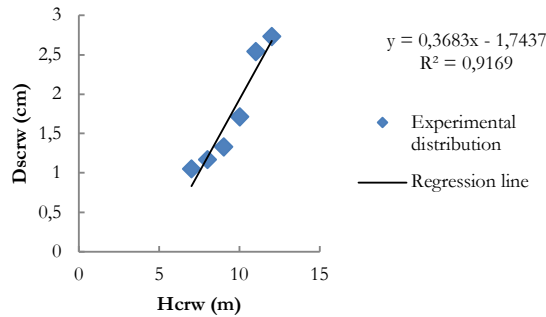 3
2,5
2
1,5
1
0,5
0
Dscrw (cm)
0 5 10 15
Hcrw (m)
y = 0,3683x - 1,7437
R² = 0,9169
Experimental
distribution
Regression line